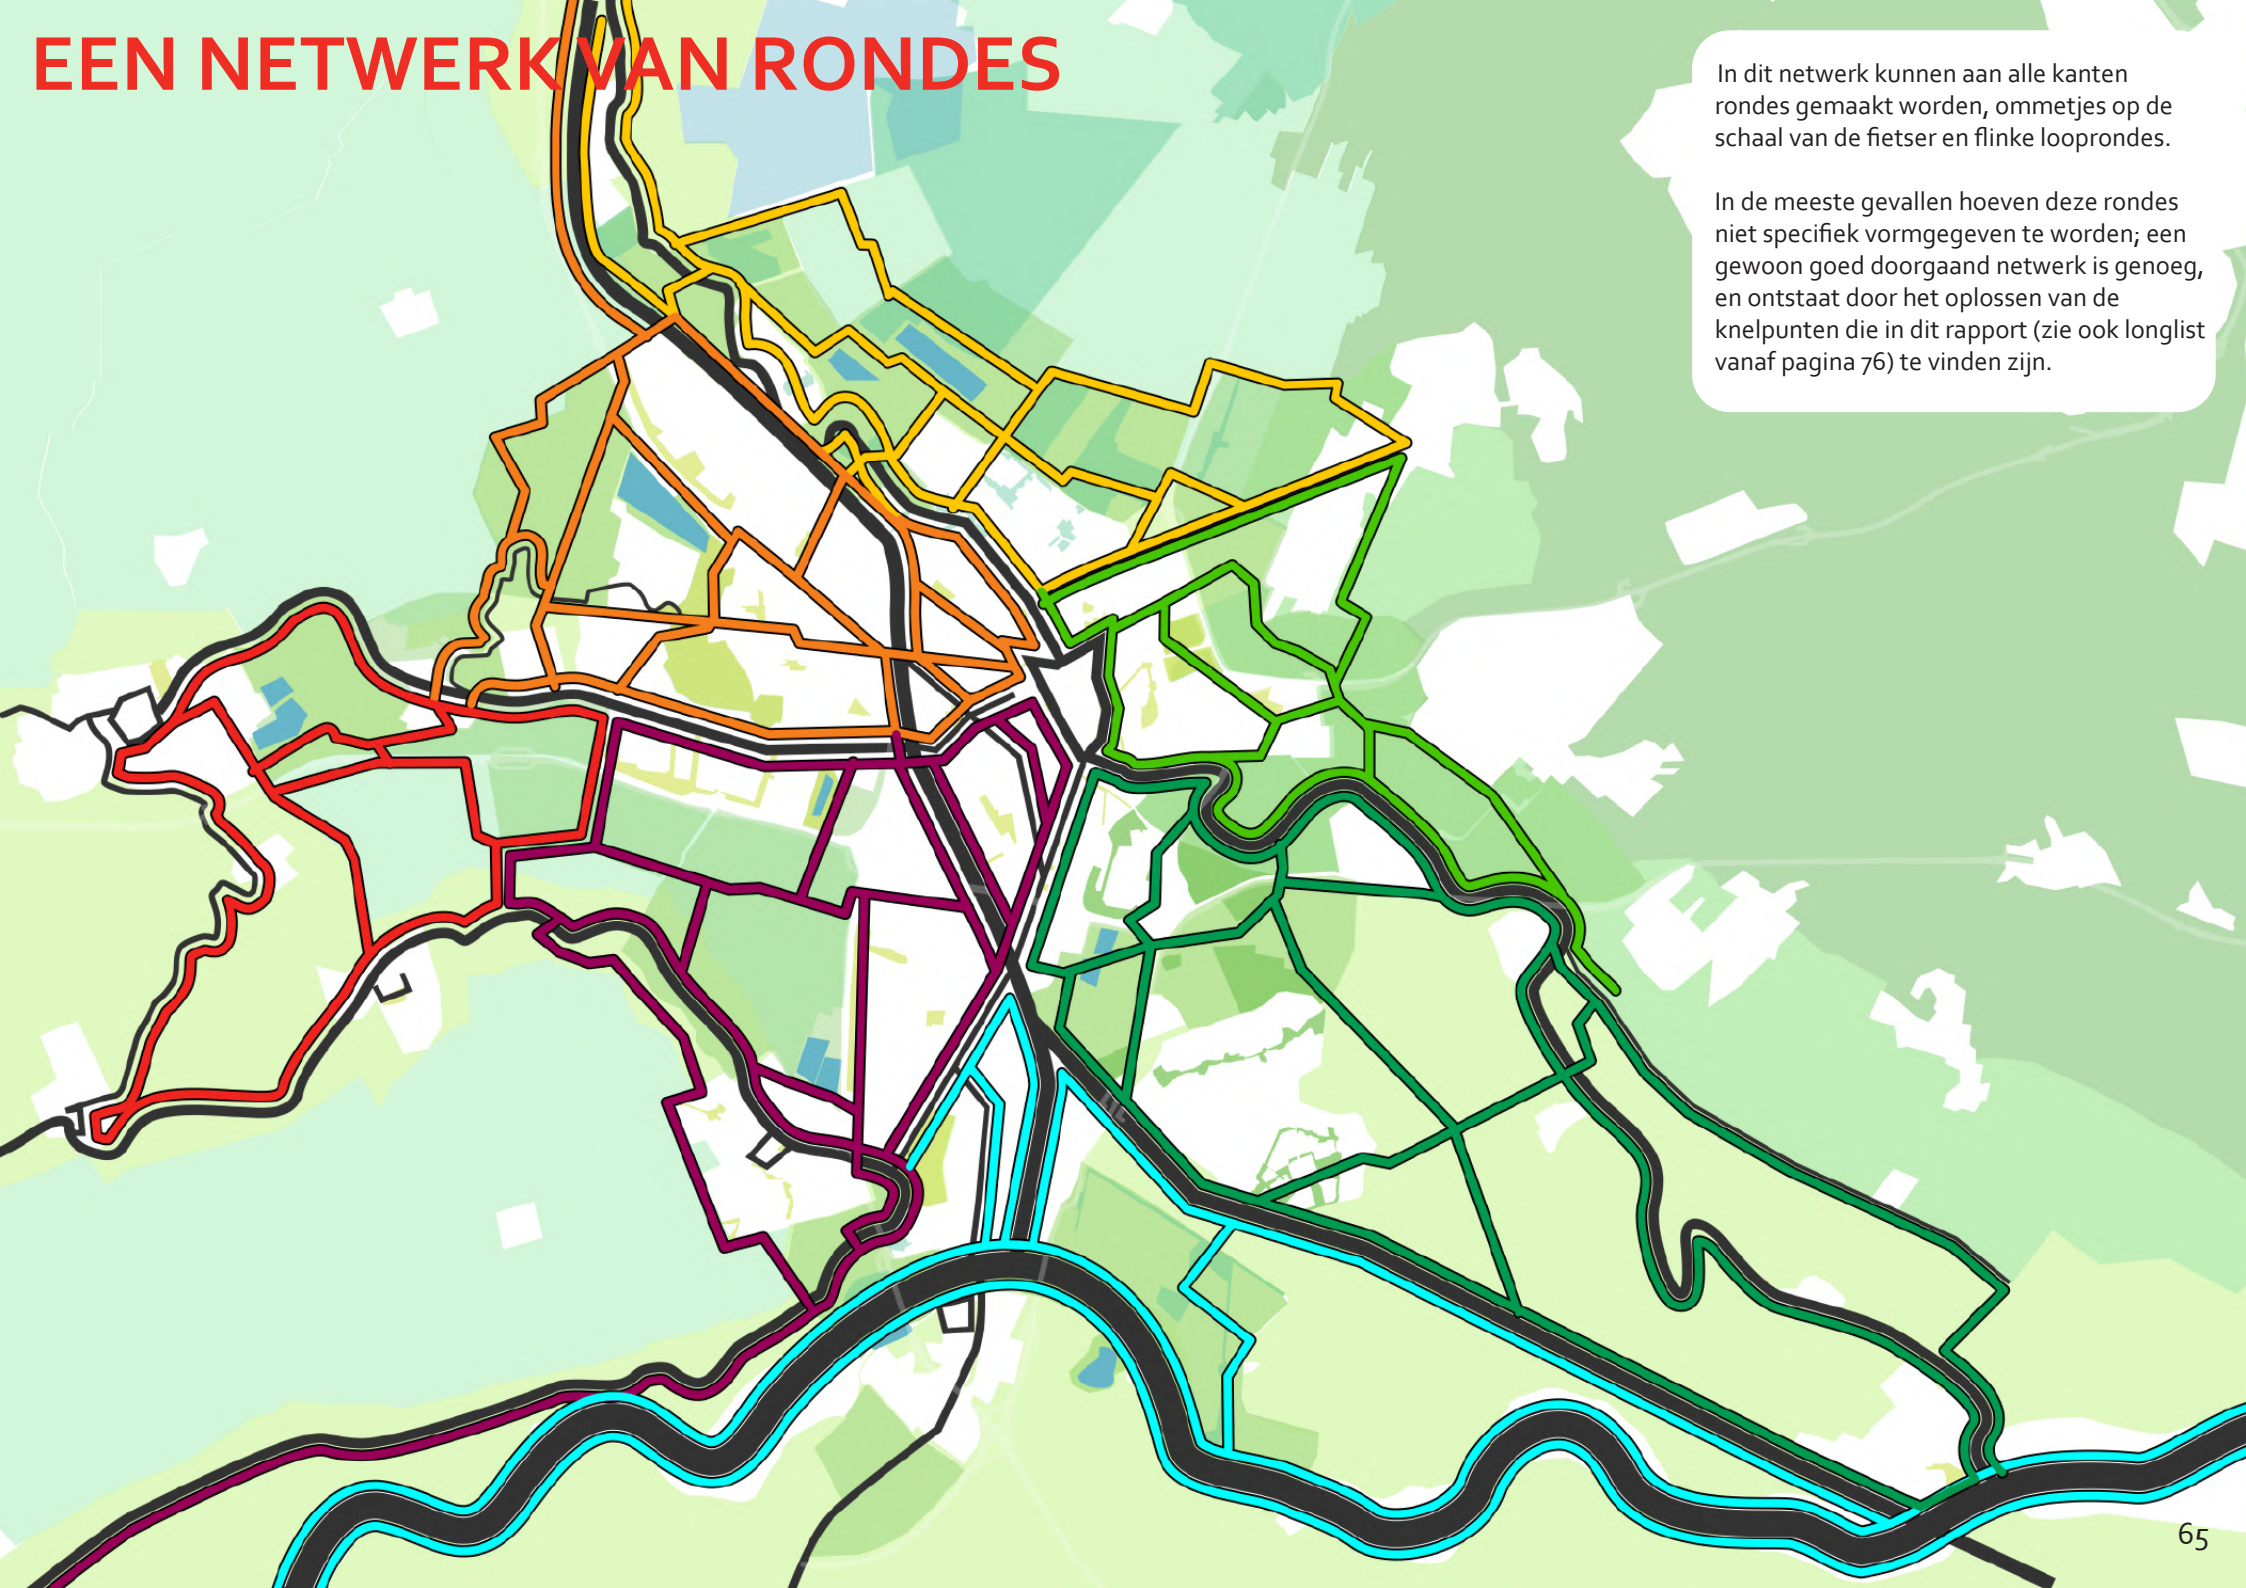 EEN NETWERK VAN RONDES
In dit netwerk kunnen aan alle kanten
rondes gemaakt worden, ommetjes op de
schaal van de fietser en flinke looprondes.
In de meeste gevallen hoeven deze rondes
niet specifiek vormgegeven te worden; een
gewoon goed doorgaand netwerk is genoeg,
en ontstaat door het oplossen van de
knelpunten die in dit rapport (zie ook longlist
vanaf pagina 76) te vinden zijn.
65